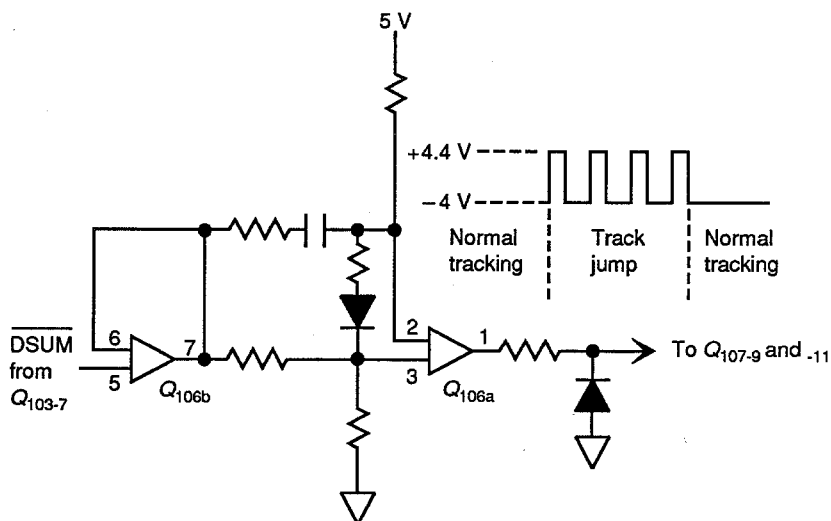 5 V
+4.4 V
−4 V
Normal
tracking
Track
jump
Normal
tracking
DSUM
from
Q103-7
6
5
7
Q106b
2
3
1
Q106a
To Q107-9 and -11